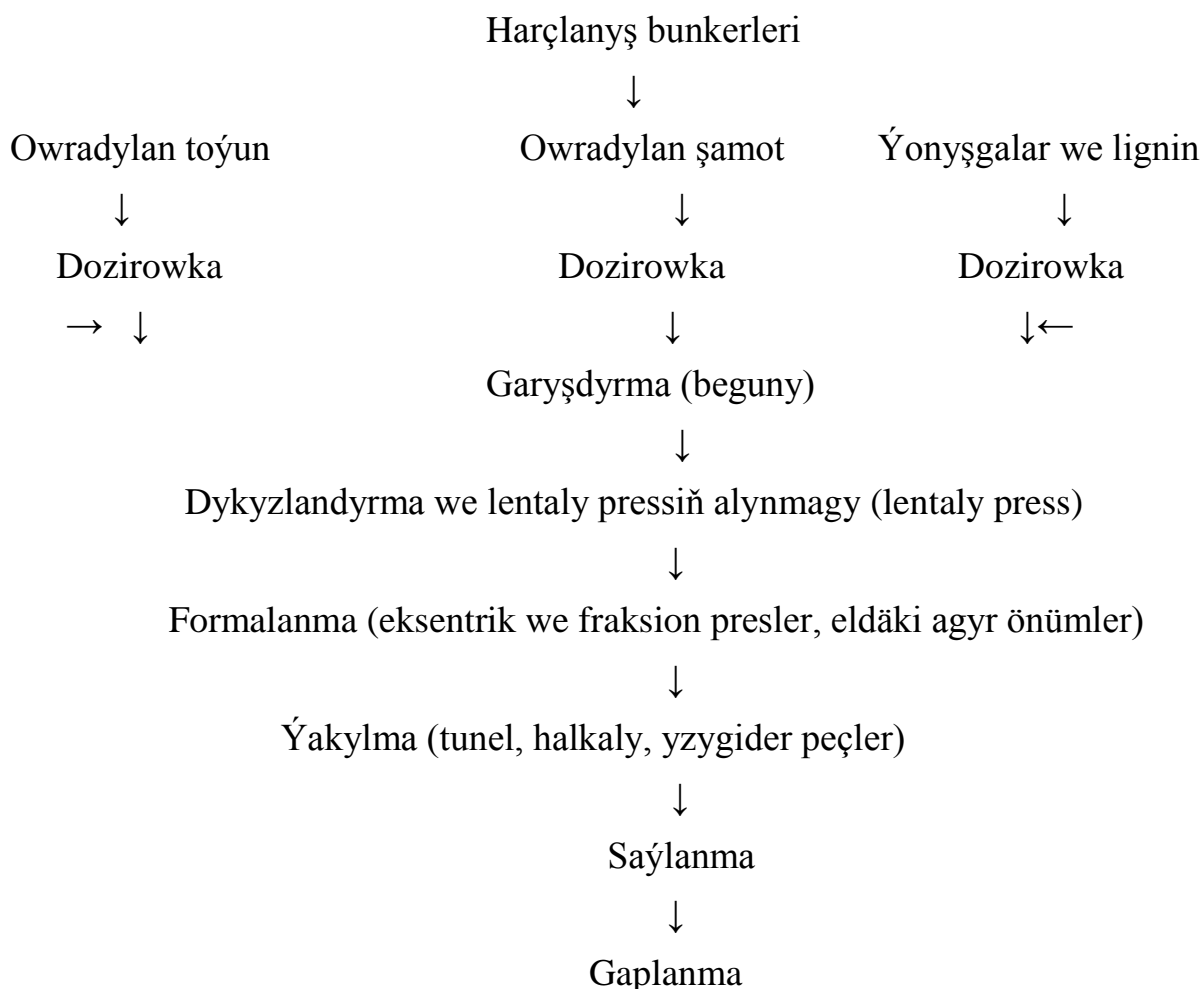 Harçlanyş bunkerleri
↓
Owradylan toýun Owradylan şamot Ýonyşgalar we lignin
↓ ↓ ↓
Dozirowka Dozirowka Dozirowka
→ ↓ ↓ ↓←
Garyşdyrma (beguny)
↓
Dykyzlandyrma we lentaly pressiň alynmagy (lentaly press)
↓
Formalanma (eksentrik we fraksion presler, eldäki agyr önümler)
↓
Ýakylma (tunel, halkaly, yzygider peçler)
↓
Saýlanma
↓
Gaplanma